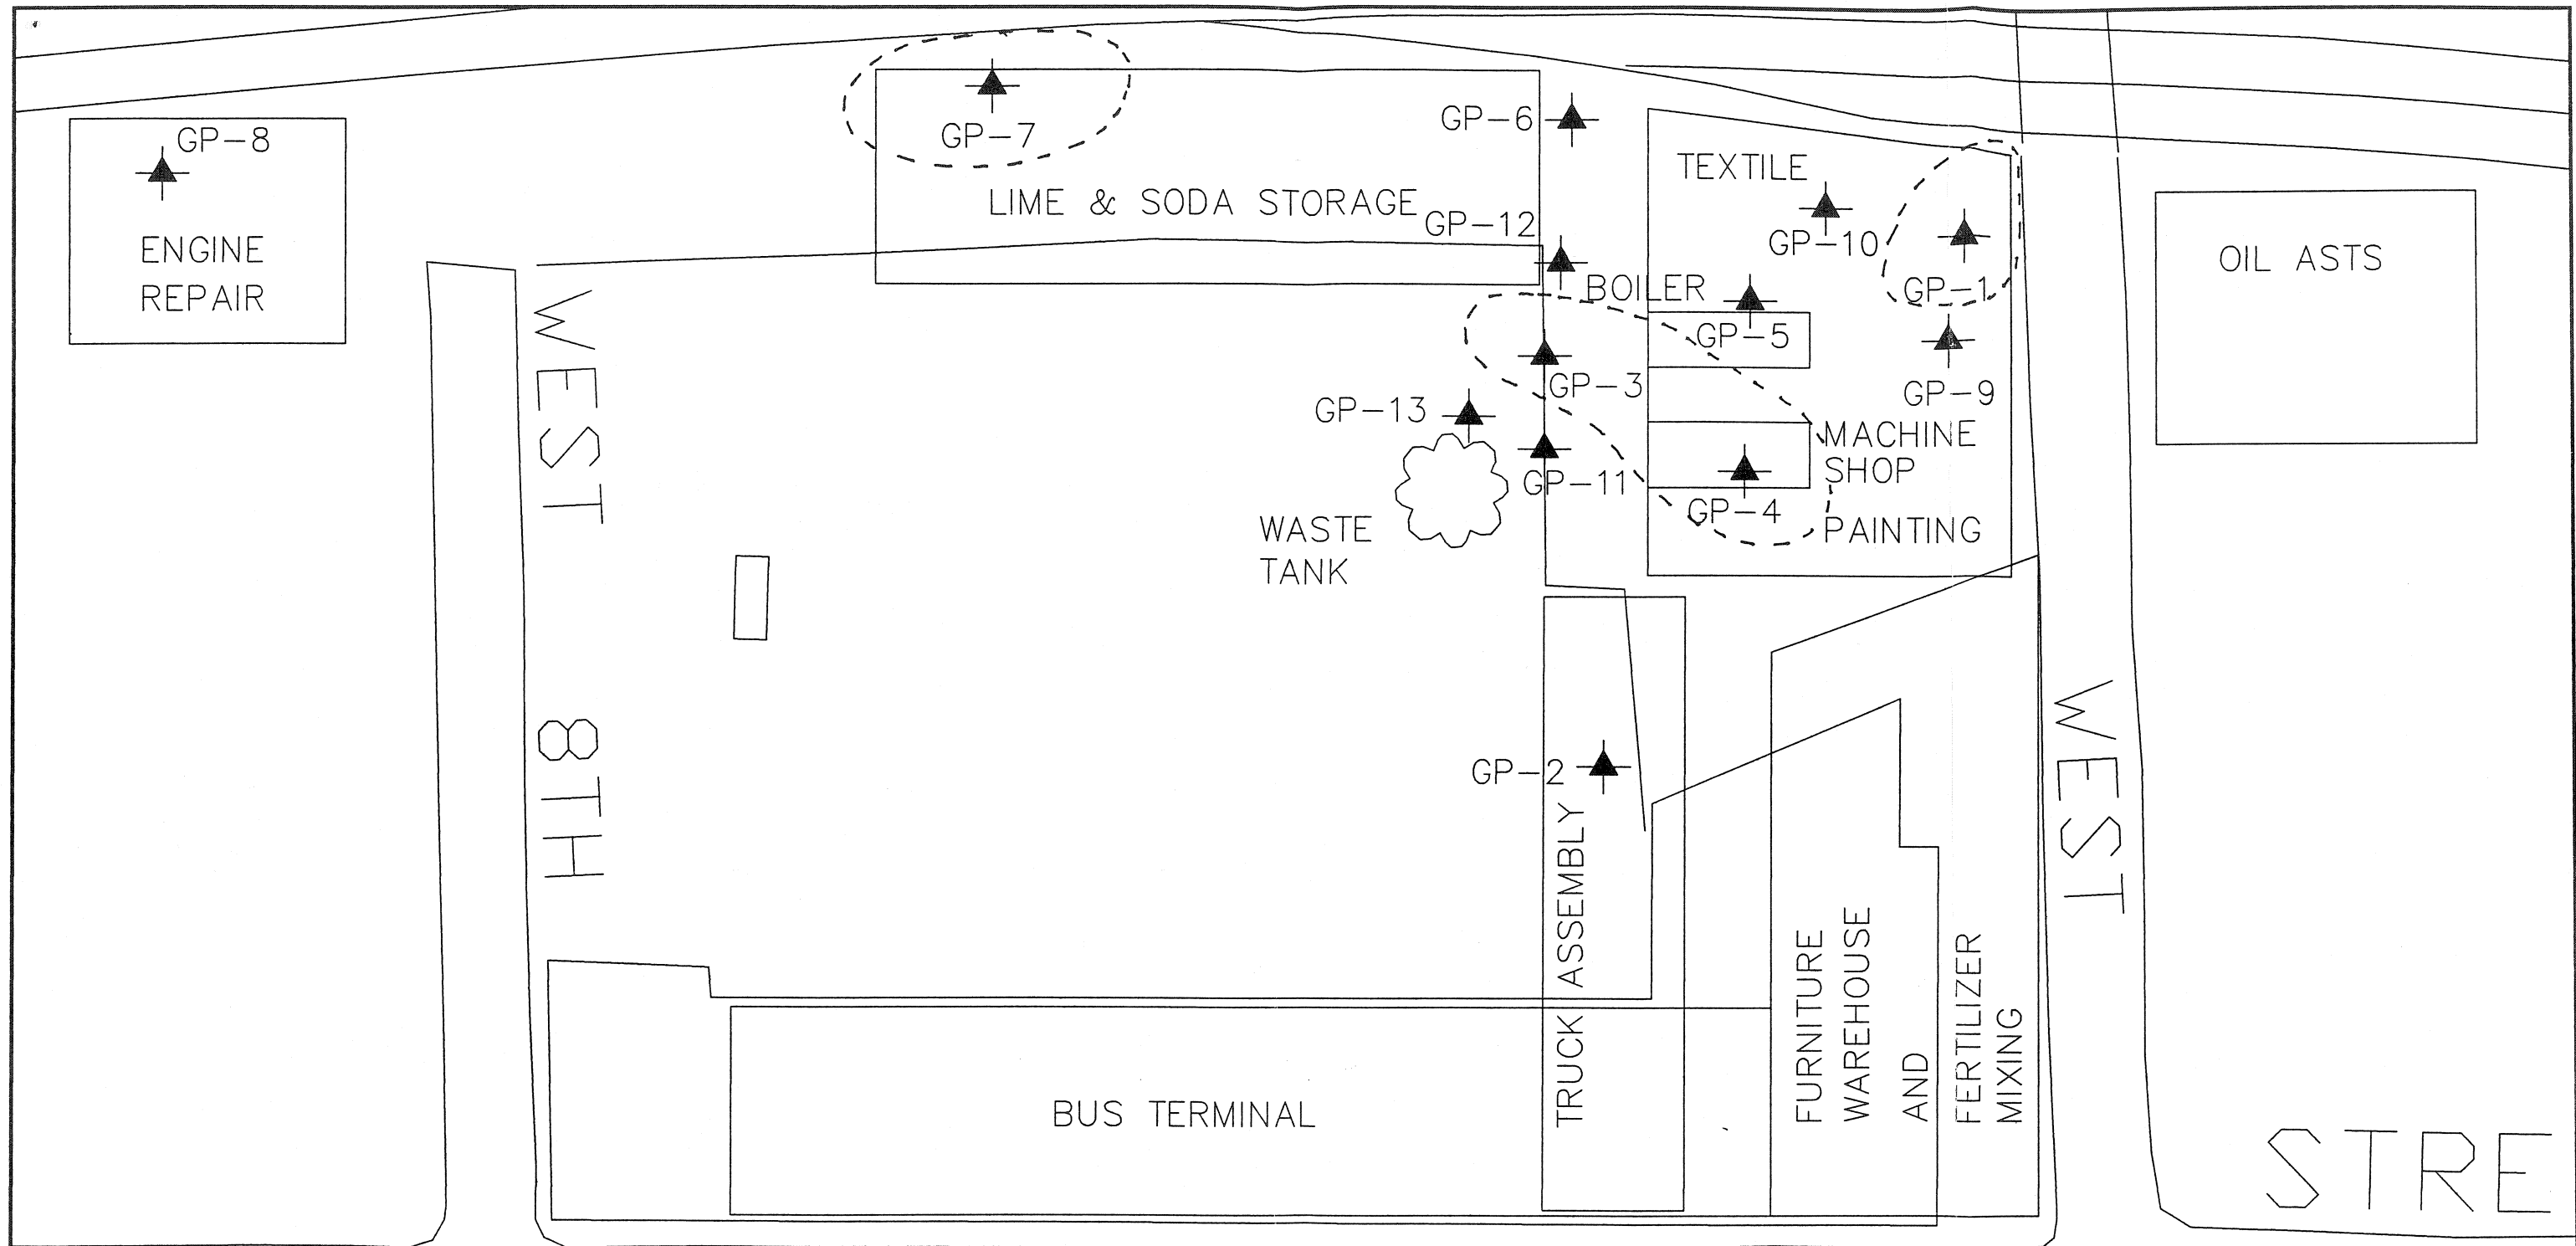 GP-8
ENGINE
REPAIR
GP-7
LIME & SODA STORAGE
GP-6
GP-12
TEXTILE
GP-10
GP-1
BOILER
GP-5
GP-3
GP-9
GP-13
GP-11
MACHINE
SHOP
GP-4
PAINTING
WASTE
TANK
OIL ASTS
WEST 8TH
GP-2
TRUCK ASSEMBLY
BUS TERMINAL
FURNITURE
WAREHOUSE
AND
FERTILIZER
MIXING
WEST
STRE